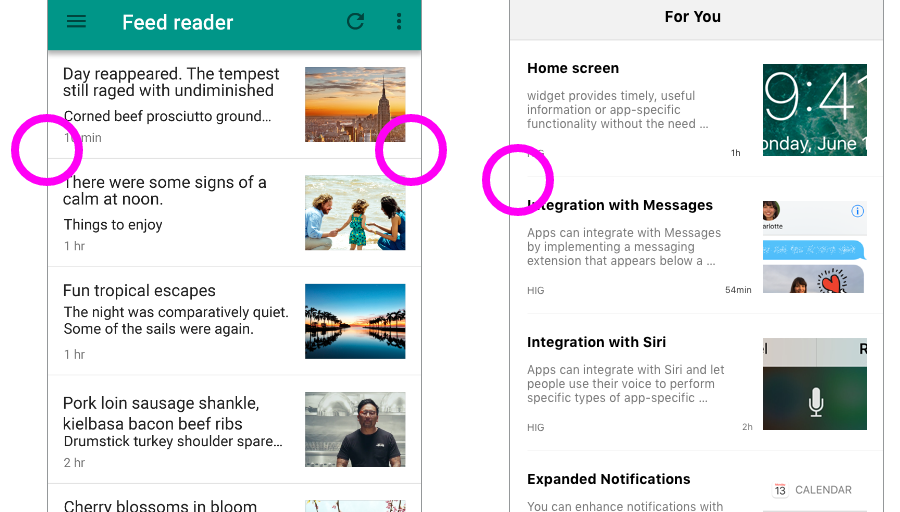 Feed reader
Day reappeared. The tempest
still raged with undiminished
Corned beef prosciutto ground...
min
There were some signs of a
calm at noon.
Things to enjoy
1 hr
Fun tropical escapes
The night was comparatively quiet.
Some of the sails were again.
1 hr
Pork loin sausage shankle,
kielbasa bacon beef ribs
Drumstick turkey shoulder spare...
2 hr
Cherry blossoms in bloom
For You
Home screen
widget provides timely, useful
information or app-specific
functionality without the need ...
HIG
1h
9:41
onday, June 1
Integration with Messages
Apps can integrate with Messages
by implementing a messaging
extension that appears below a ...
HIG
54min
arlotte
Integration with Siri
Apps can integrate with Siri and let
people use their voice to perform
specific types of app-specific ...
HIG
2h
Expanded Notifications
You can enhance notifications with
13
CALENDAR